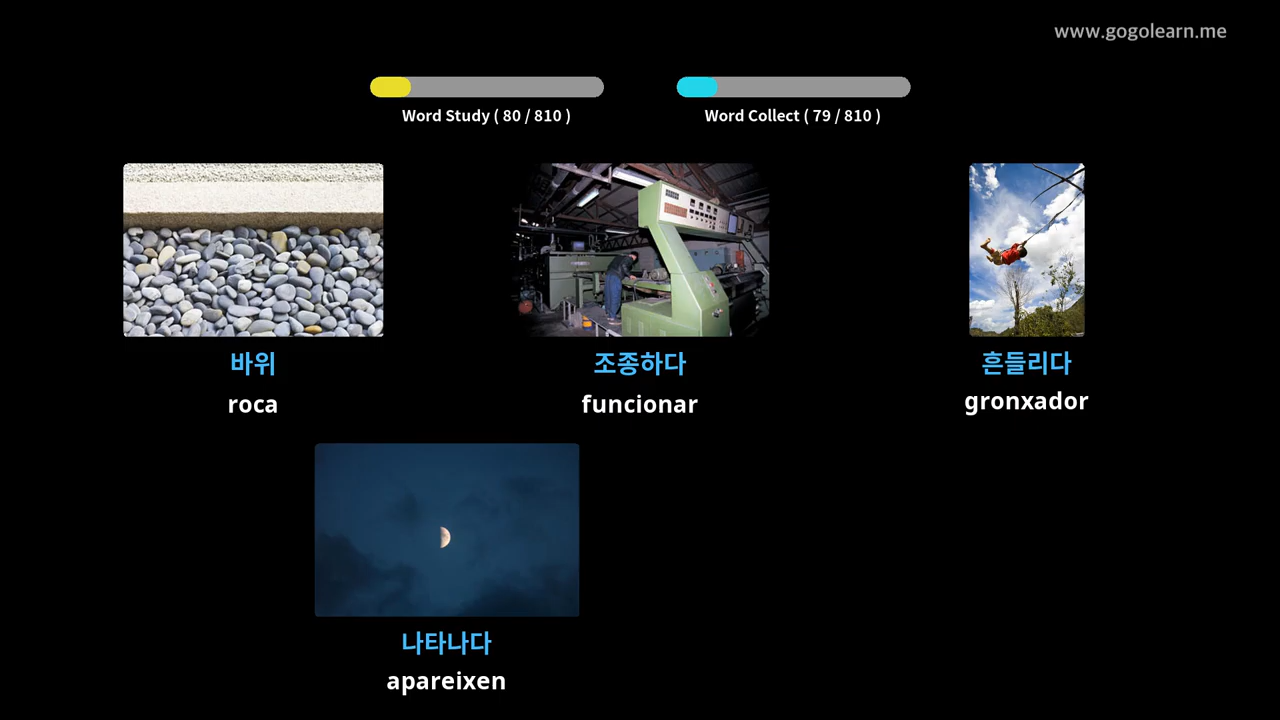 www.gogolearn.me
Word Study ( 80 / 810 )
Word Collect ( 79 / 810 )
바위
roca
조종하다
funcionar
흔들리다
gronxador
나타나다
apareixen